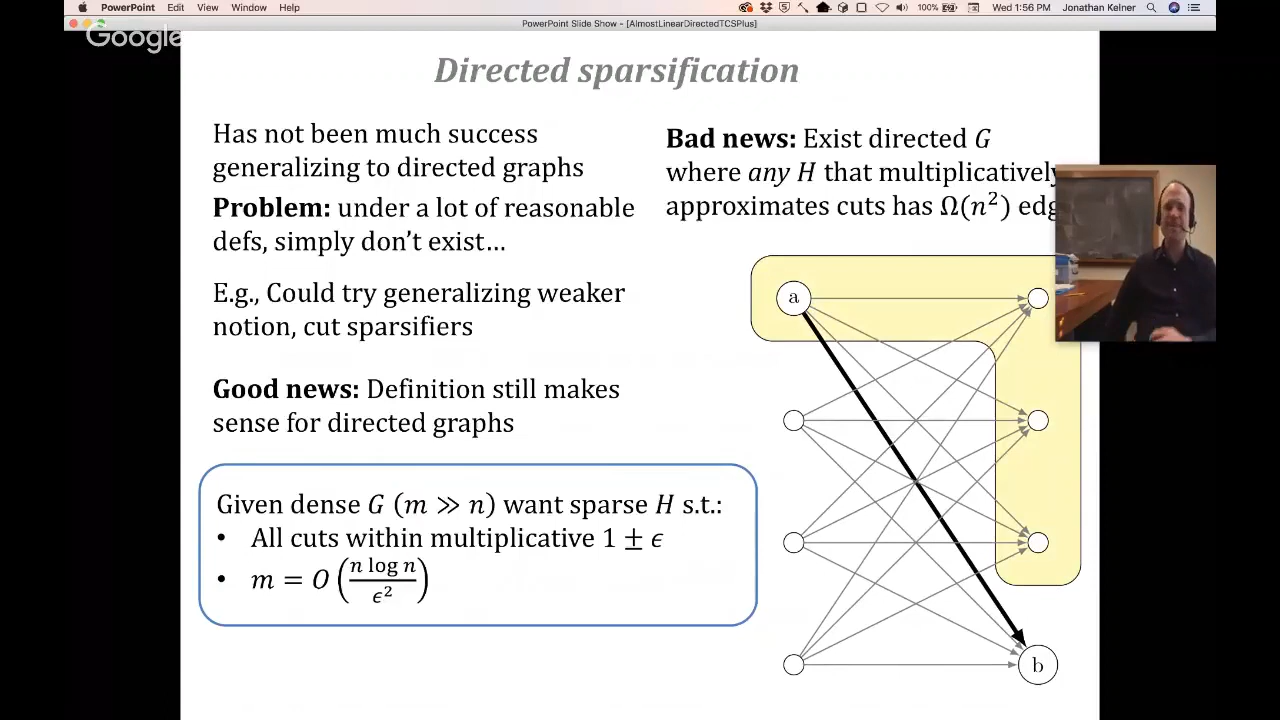 PowerPoint File Edit View Window Help 100% Wed 1:56 PM Jonathan Kelner
PowerPoint Slide Show - [AlmostLinearDirectedTCSPlus]
Google
Directed sparsification
Has not been much success
generalizing to directed graphs
Problem: under a lot of reasonable
defs, simply don't exist…
E.g., Could try generalizing weaker
notion, cut sparsifiers
Good news: Definition still makes
sense for directed graphs
Given dense G (m ≫ n) want sparse H s.t.:
• All cuts within multiplicative 1 ± ϵ
• m = O(n log n / ϵ²)
Bad news: Exist directed G
where any H that multiplicatively
approximates cuts has Ω(n²) edg
a
b